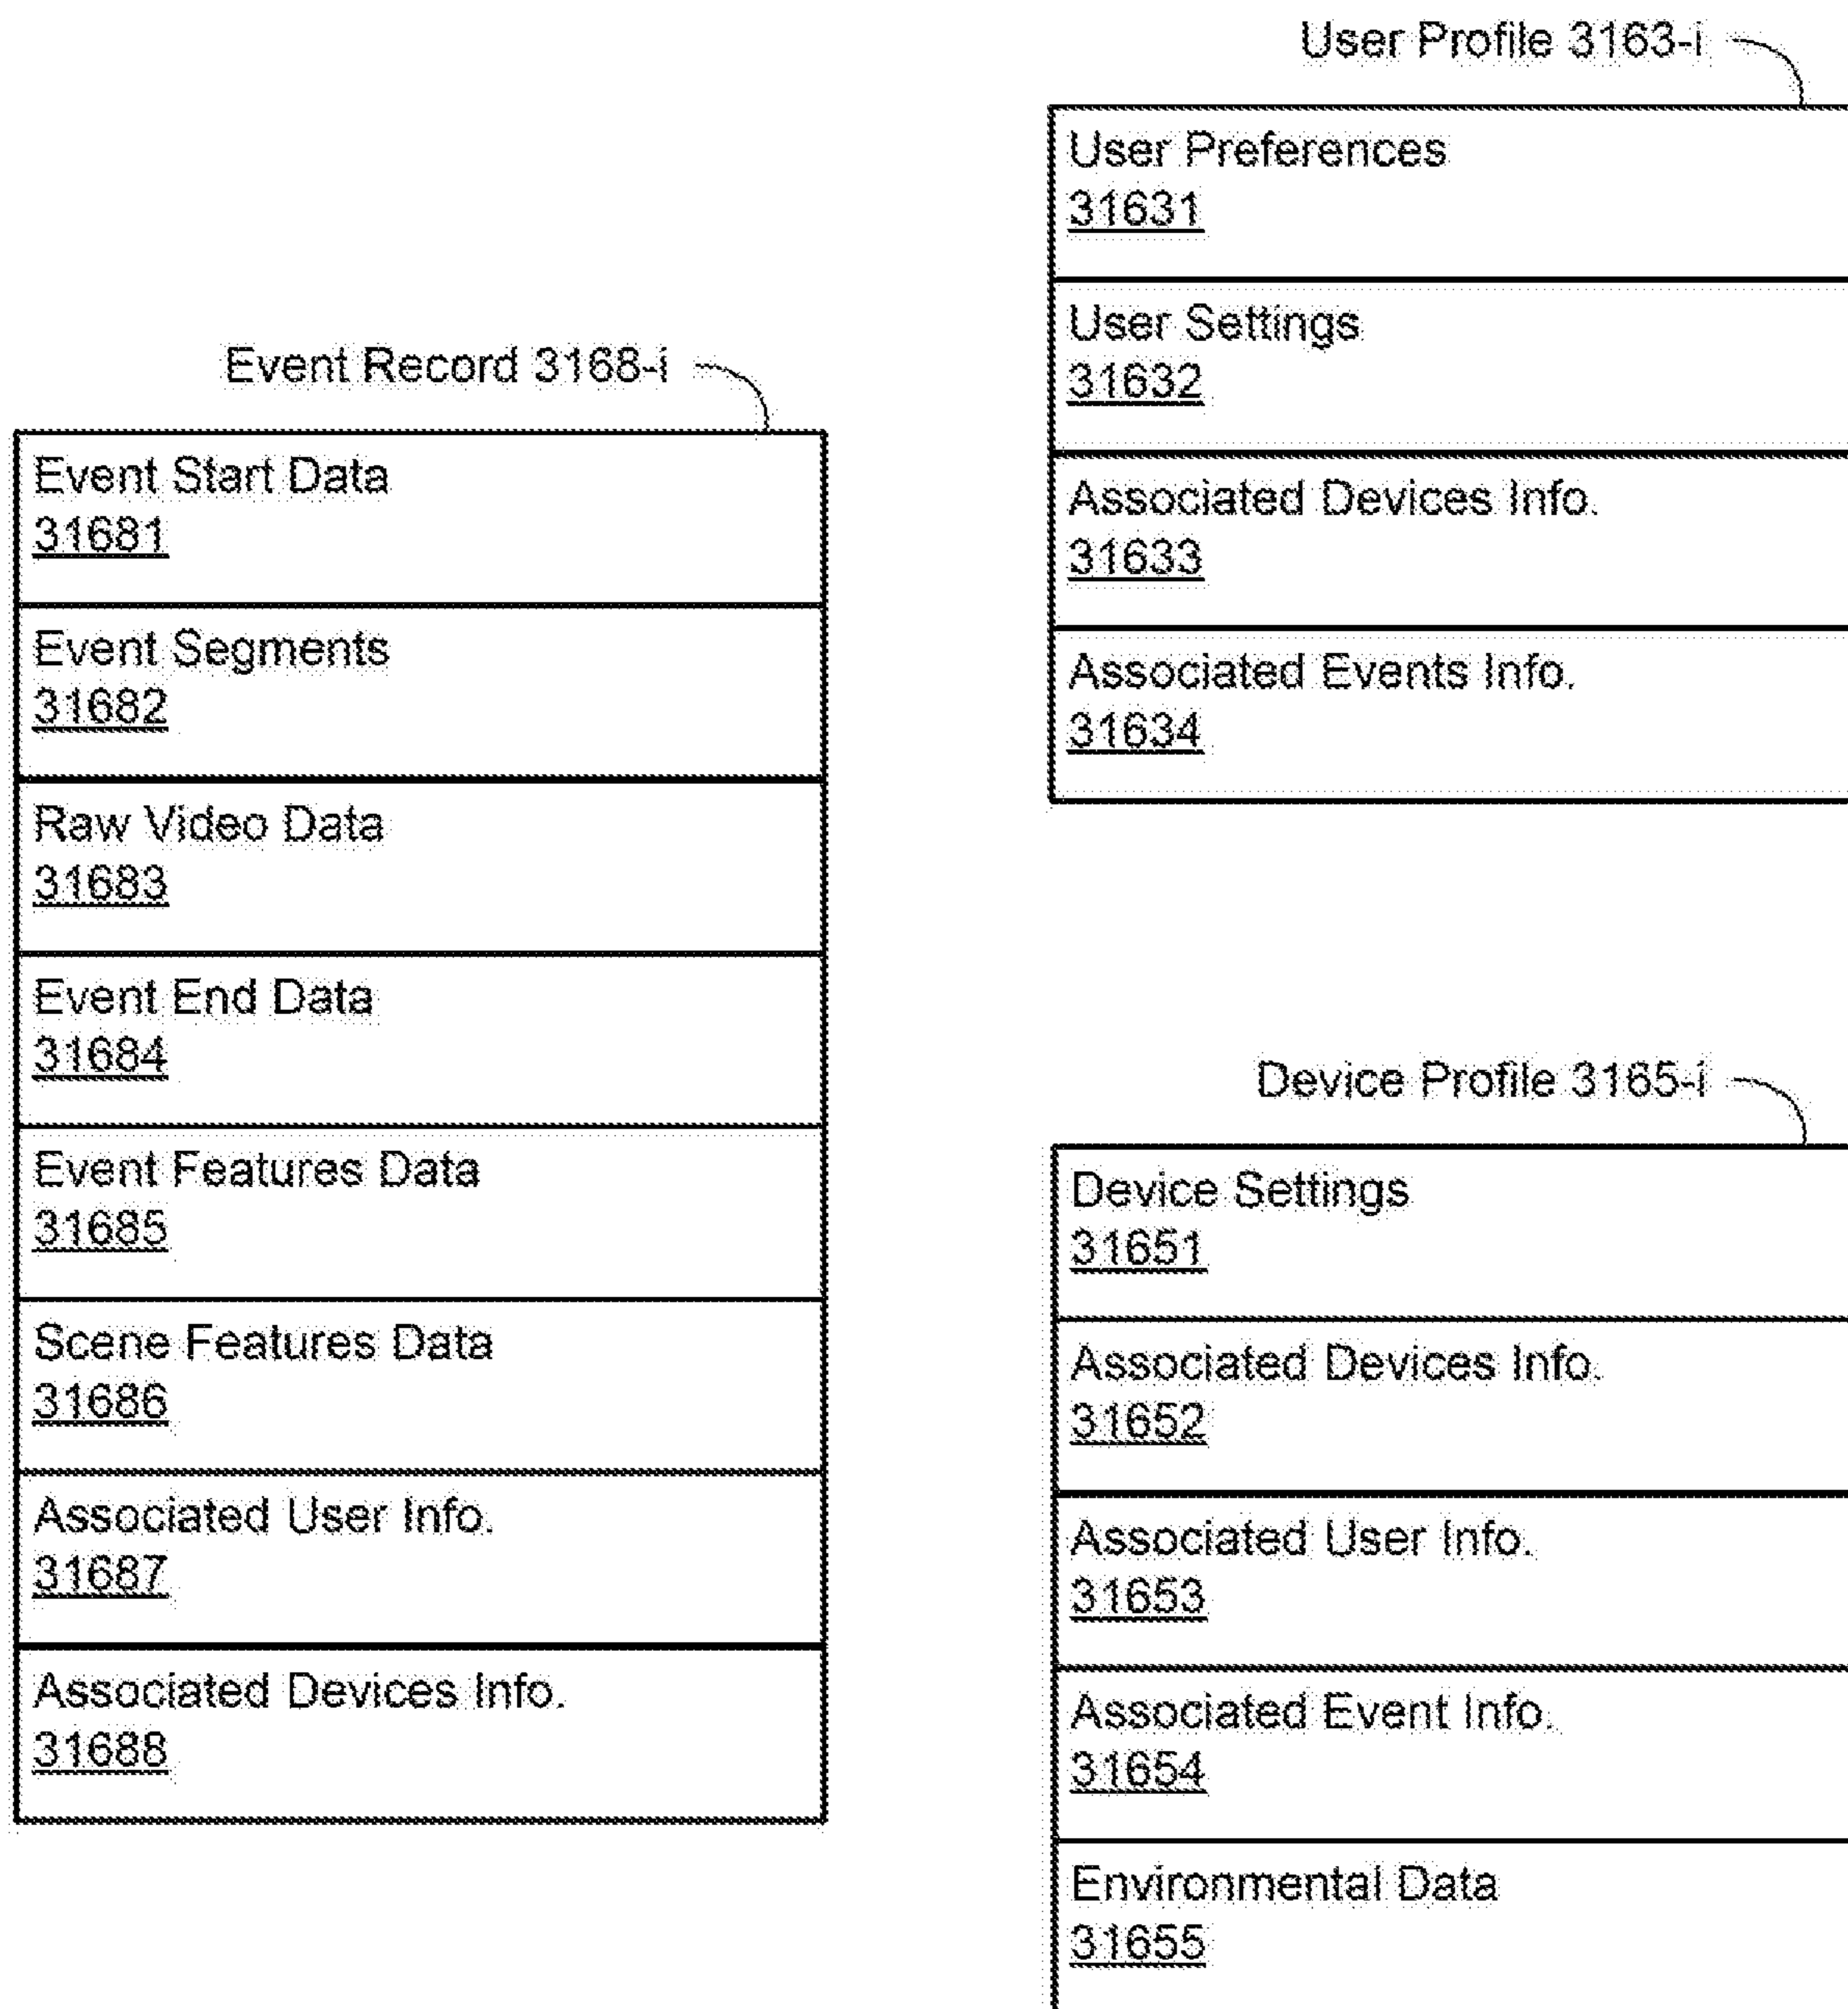 Event Record 3168-i
Event Start Data
31681
Event Segments
31682
Raw Video Data
31683
Event End Data
31684
Event Features Data
31685
Scene Features Data
31686
Associated User Info.
31687
Associated Devices Info.
31688
User Profile 3163-i
User Preferences
31631
User Settings
31632
Associated Devices Info.
31633
Associated Events Info.
31634
Device Profile 3165-i
Device Settings
31651
Associated Devices Info.
31652
Associated User Info.
31653
Associated Event Info.
31654
Environmental Data
31655